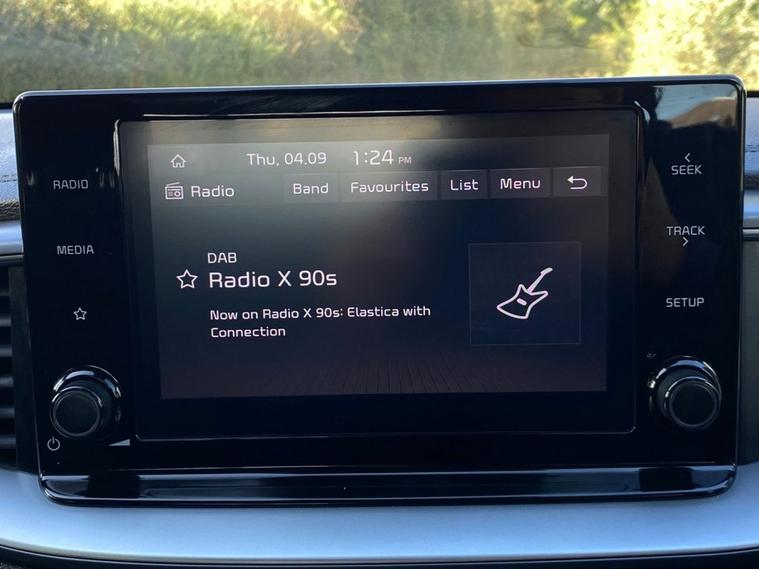 Thu, 04.09 1:24 PM
Radio Band Favourites List Menu
DAB
Radio X 90s
Now on Radio X 90s: Elastica with
Connection
RADIO
MEDIA
SEEK
TRACK
SETUP